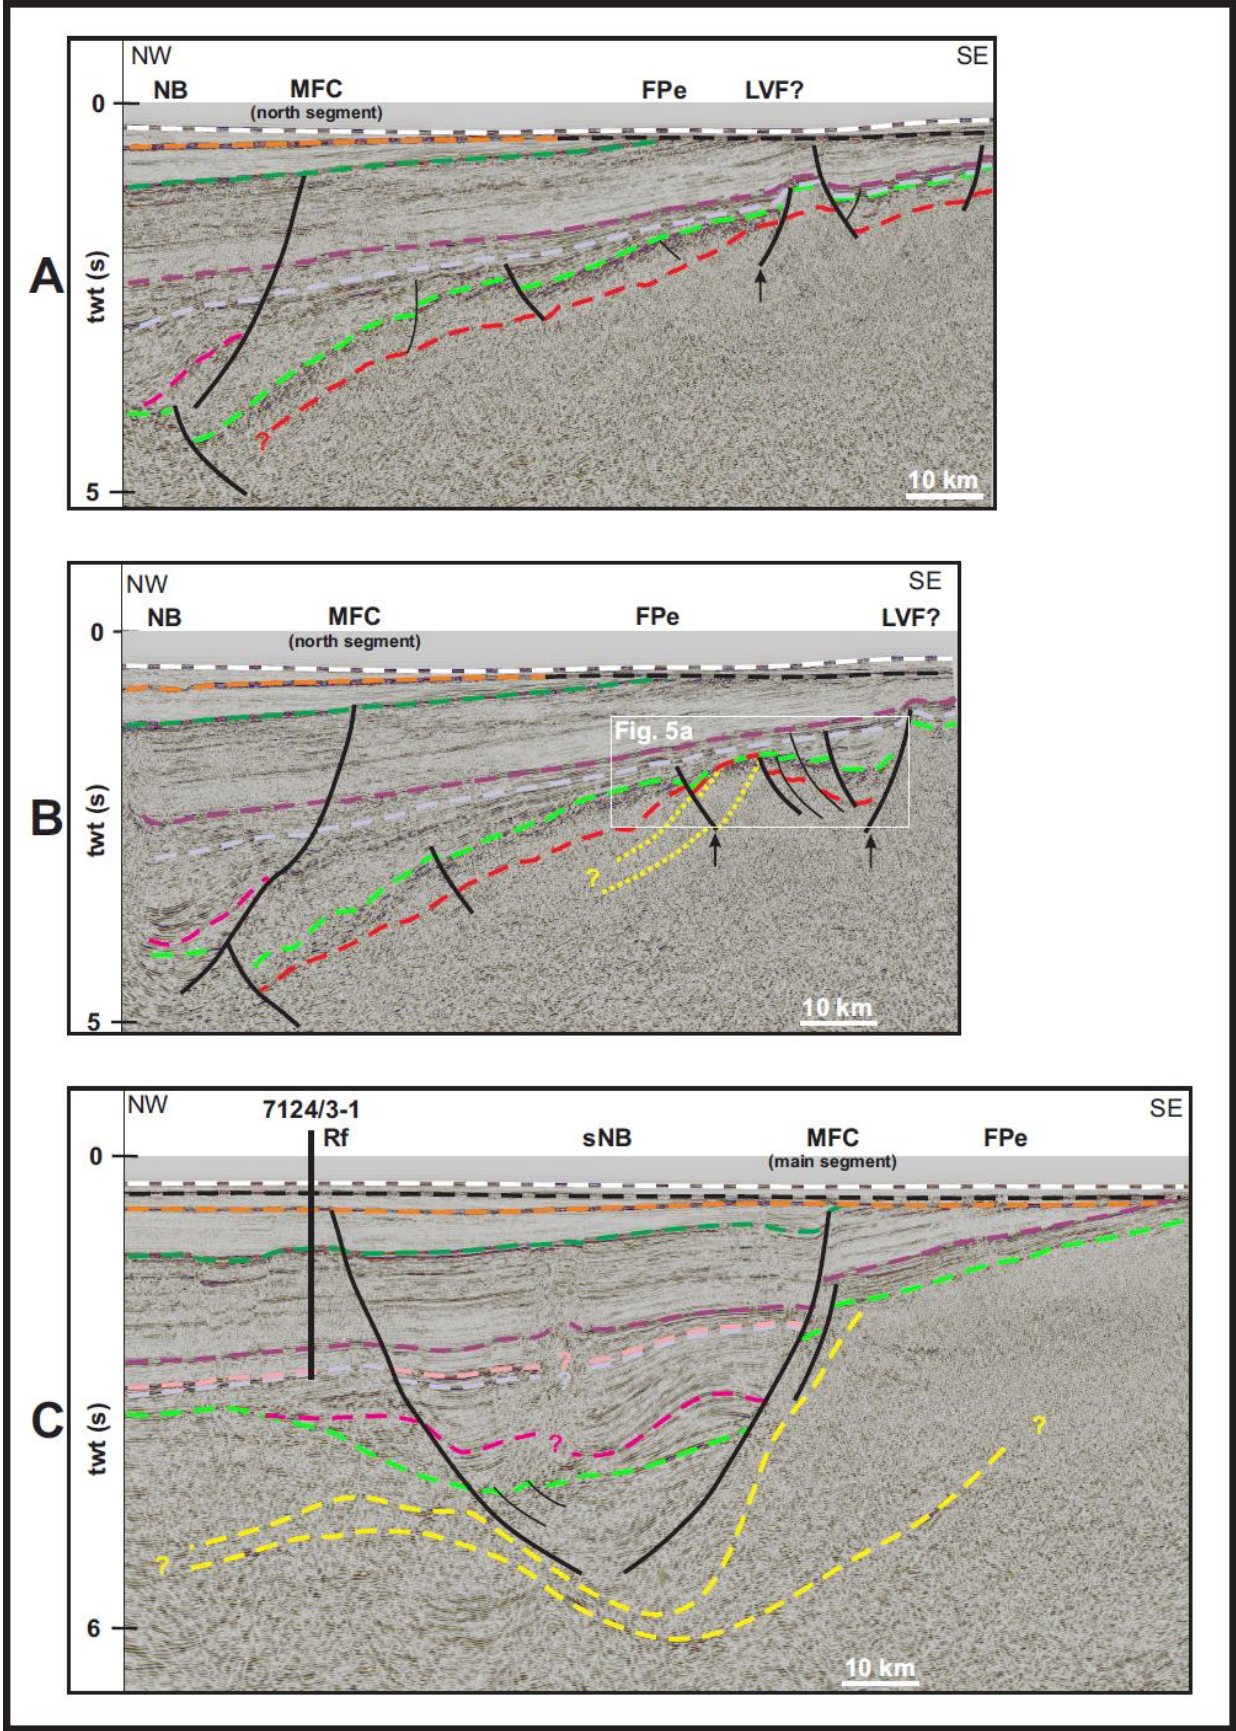 NW SE
NB MFC FPe LVF?
(north segment)
0
A
twt (s)
?
10 km
5
NW SE
NB MFC FPe LVF?
0
(north segment)
Fig. 5a
B
twt (s)
?
10 km
5
NW 7124/3-1 SE
Rf sNB MFC FPe
0
(main segment)
?
?
C
twt (s)
?
?
?
6
10 km